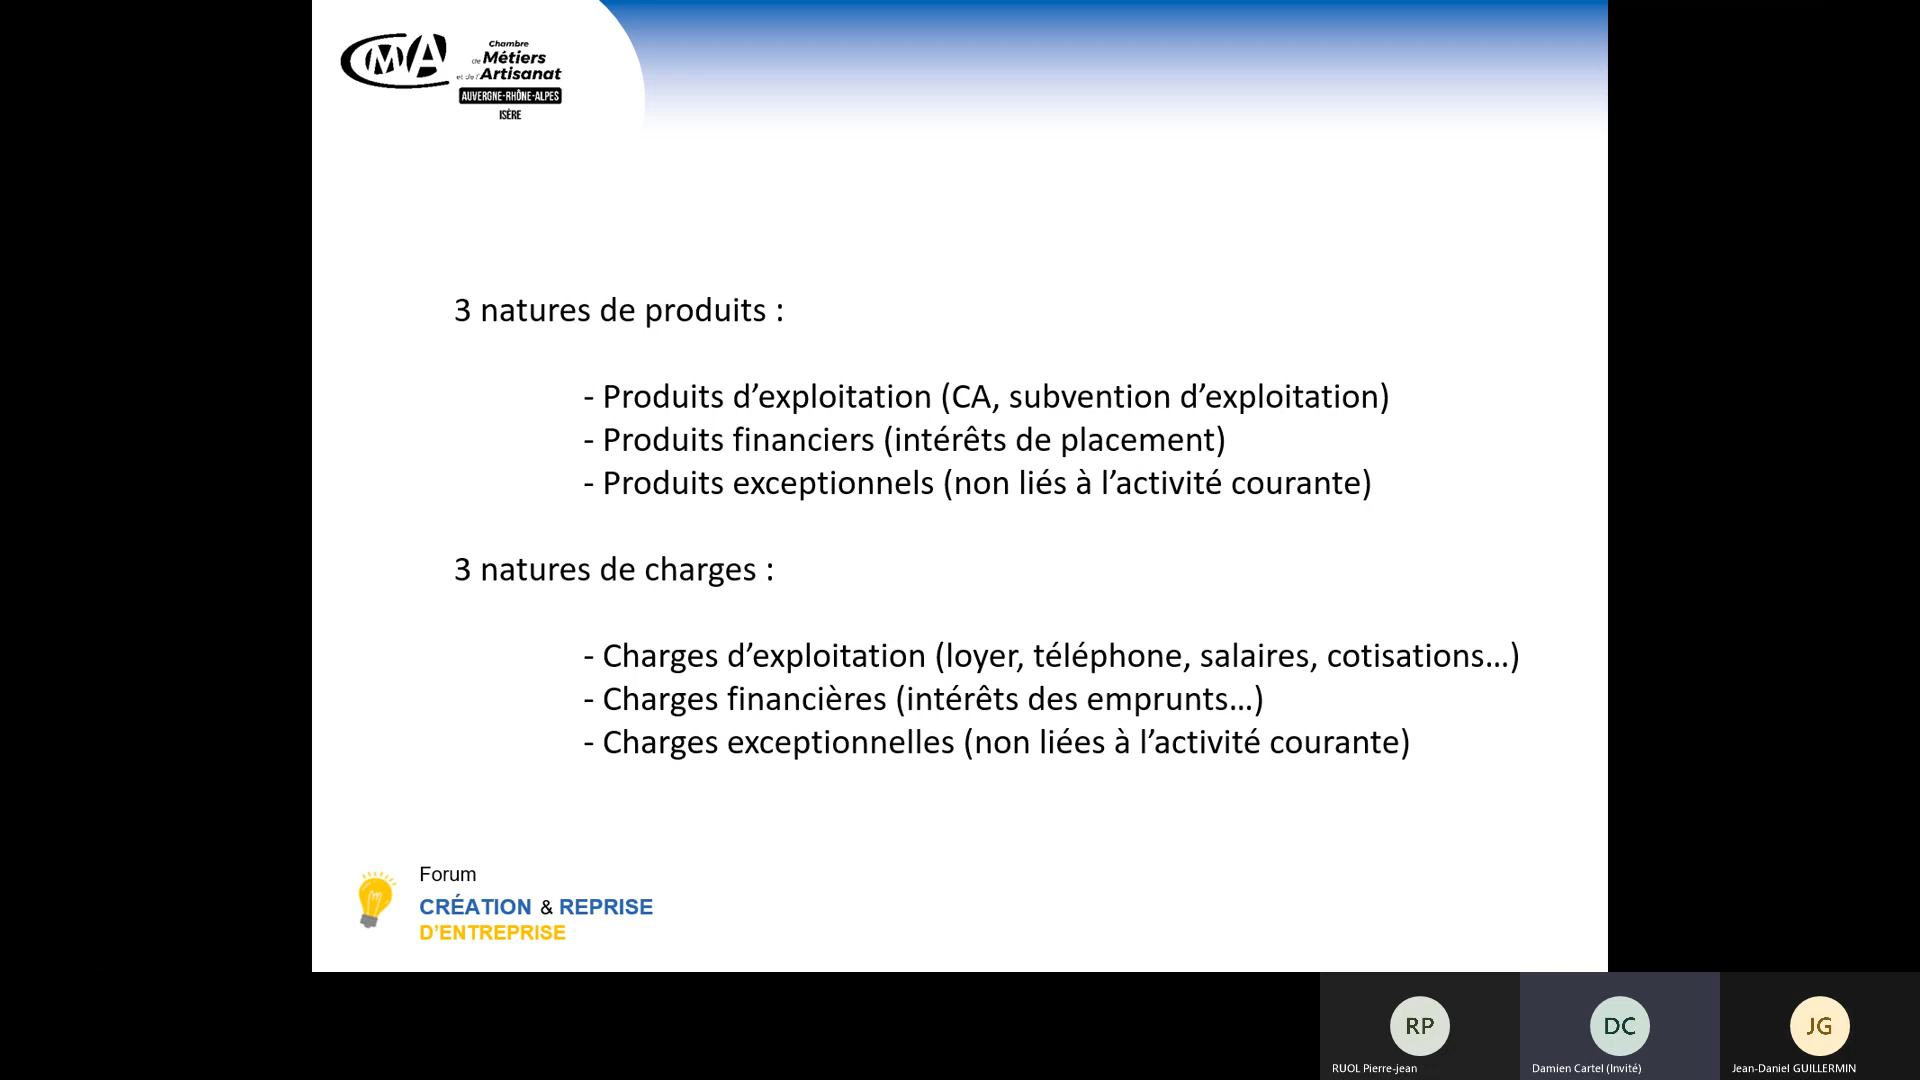 CMA
Chambre
de Métiers
et de l'Artisanat
AUVERGNE-RHÔNE-ALPES
ISÈRE
3 natures de produits :
- Produits d’exploitation (CA, subvention d’exploitation)
- Produits financiers (intérêts de placement)
- Produits exceptionnels (non liés à l’activité courante)
3 natures de charges :
- Charges d’exploitation (loyer, téléphone, salaires, cotisations…)
- Charges financières (intérêts des emprunts…)
- Charges exceptionnelles (non liées à l’activité courante)
Forum
CRÉATION & REPRISE
D’ENTREPRISE
RP
DC
JG
RUOL Pierre-jean
Damien Cartel (Invité)
Jean-Daniel GUILLERMIN